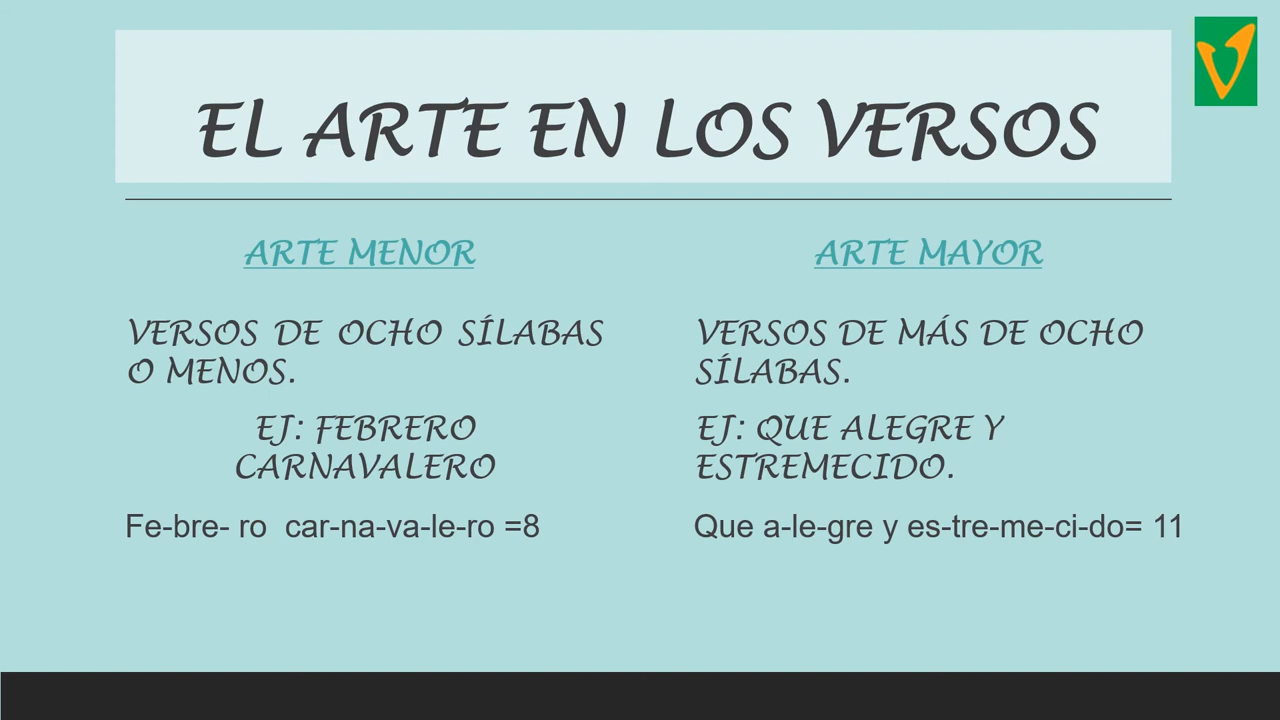 EL ARTE EN LOS VERSOS
ARTE MENOR
VERSOS DE OCHO SÍLABAS
O MENOS.
EJ: FEBRERO
CARNAVALERO
Fe-bre- ro  car-na-va-le-ro =8
ARTE MAYOR
VERSOS DE MÁS DE OCHO
SÍLABAS.
EJ: QUE ALEGRE Y
ESTREMECIDO.
Que a-le-gre y es-tre-me-ci-do= 11